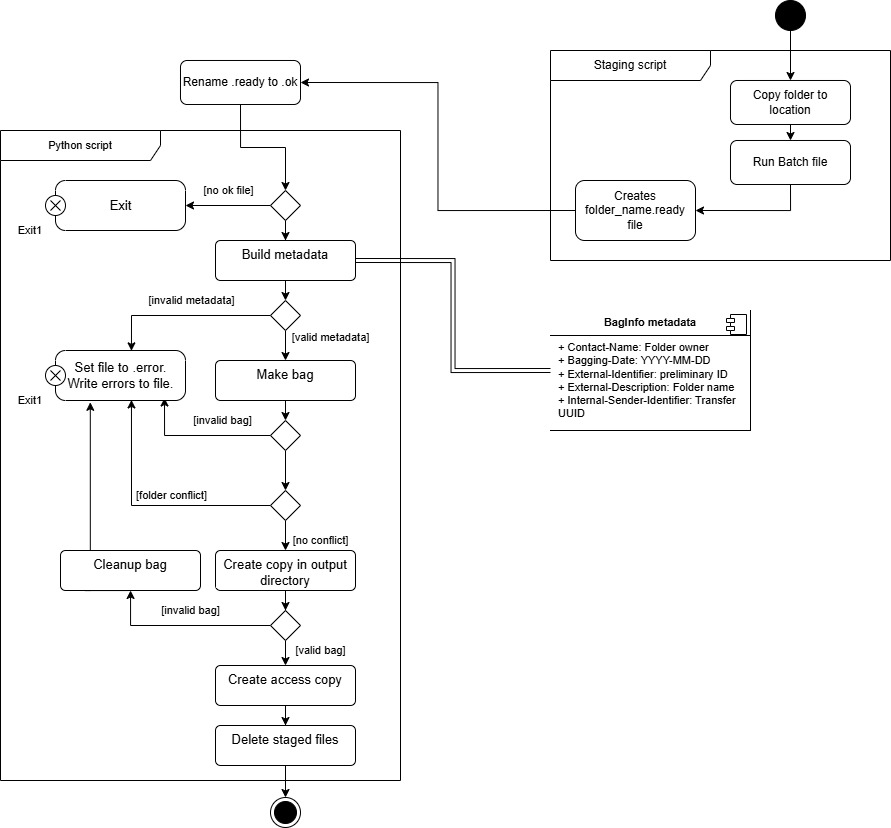 Staging script
Copy folder to
location
Run Batch file
Creates
folder_name.ready
file
Rename .ready to .ok
Python script
[no ok file]
Exit
Exit1
Build metadata
[invalid metadata]
[valid metadata]
Set file to .error.
Write errors to file.
Exit1
Make bag
[invalid bag]
[folder conflict]
[no conflict]
Cleanup bag
Create copy in output
directory
[invalid bag]
[valid bag]
Create access copy
Delete staged files
BagInfo metadata
+ Contact-Name: Folder owner
+ Bagging-Date: YYYY-MM-DD
+ External-Identifier: preliminary ID
+ External-Description: Folder name
+ Internal-Sender-Identifier: Transfer
UUID